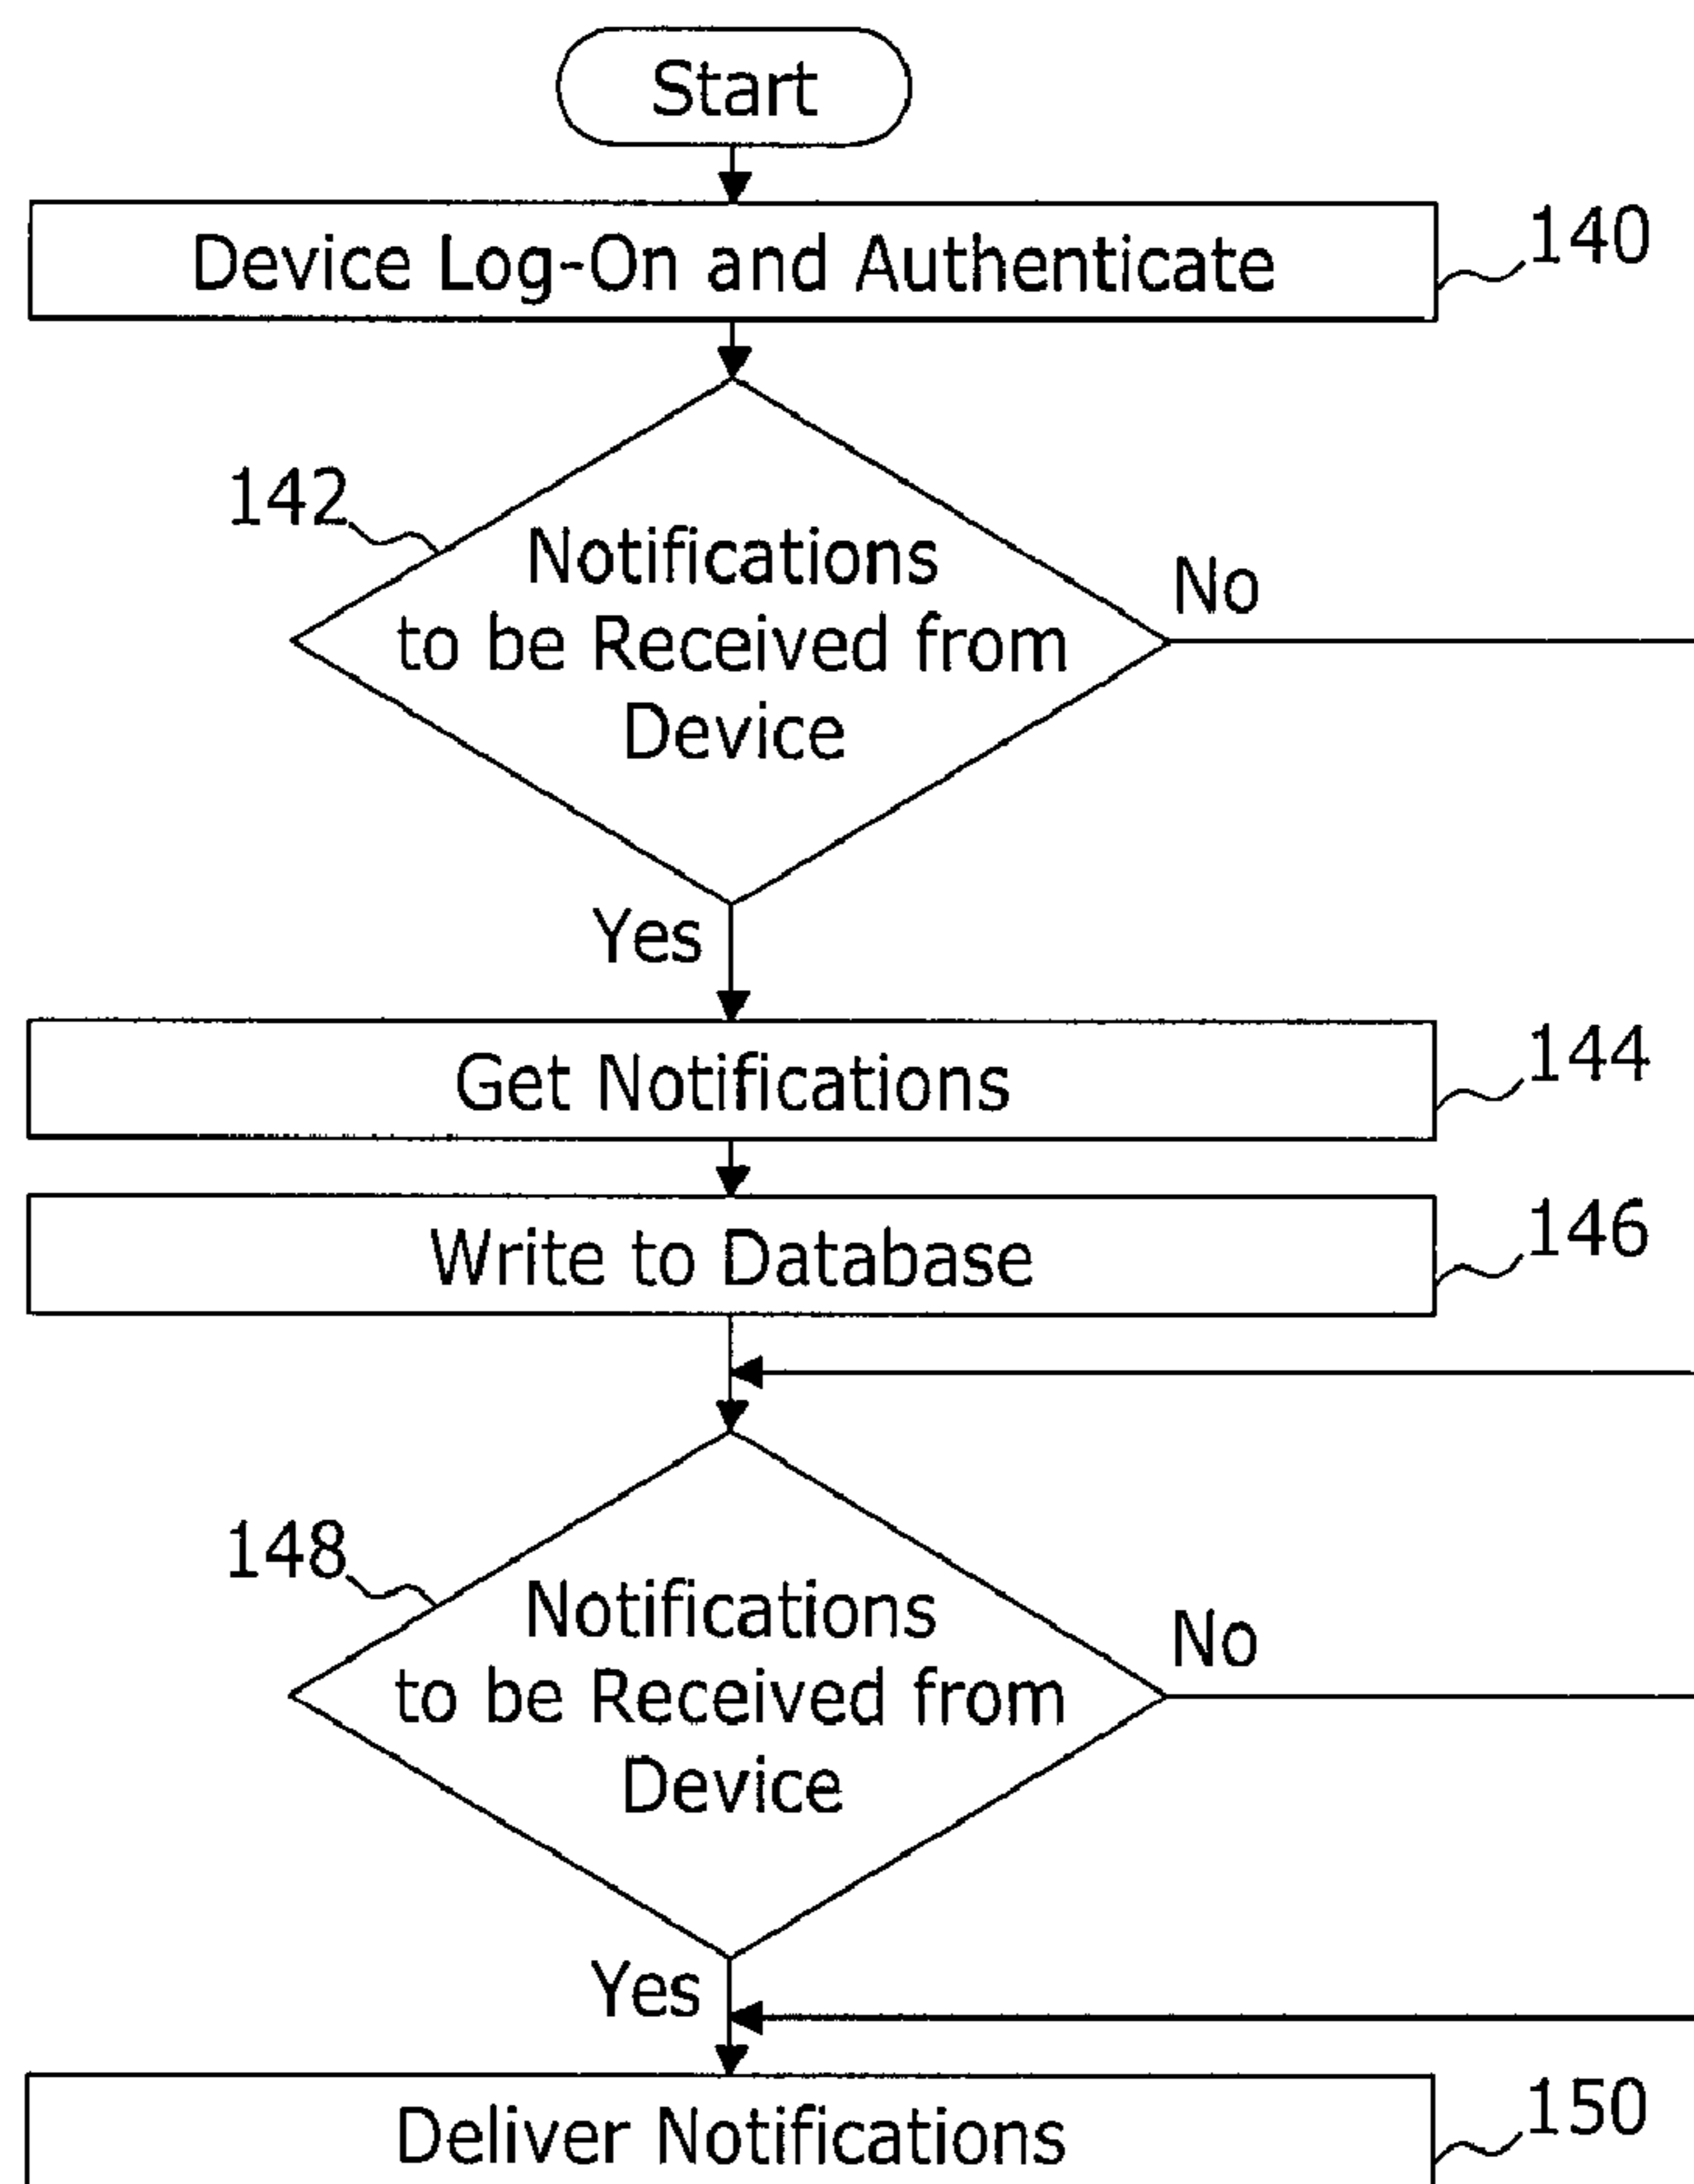 Start
Device Log-On and Authenticate
140
142
Notifications
to be Received from
Device
No
Yes
Get Notifications
144
Write to Database
146
148
Notifications
to be Received from
Device
No
Yes
Deliver Notifications
150